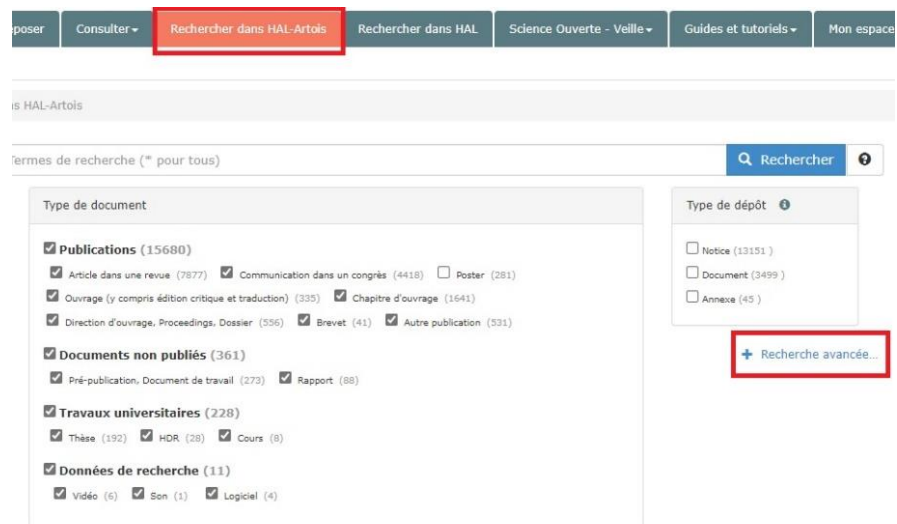 poser Consulter Rechercher dans HAL-Artois Rechercher dans HAL Science Ouverte - Veille Guides et tutoriels Mon espace
ns HAL-Artois
Termes de recherche (* pour tous) Rechercher
Type de document
Publications (15680)
Article dans une revue (7877) Communication dans un congrès (4418) Poster (281)
Ouvrage (y compris édition critique et traduction) (335) Chapitre d'ouvrage (1641)
Direction d'ouvrage, Proceedings, Dossier (556) Brevet (41) Autre publication (531)
Documents non publiés (361)
Pré-publication, Document de travail (273) Rapport (88)
Travaux universitaires (228)
Thèse (192) HDR (28) Cours (8)
Données de recherche (11)
Vidéo (6) Son (1) Logiciel (4)
Type de dépôt
Notice (13151 )
Document (3499 )
Annexe (45 )
+ Recherche avancée...